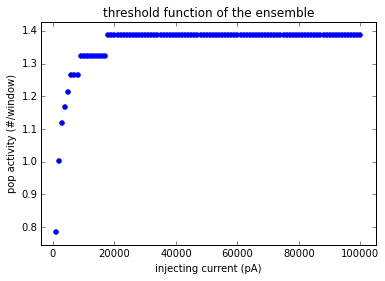 threshold function of the ensemble
1.4
1.3
1.2
1.1
1.0
0.9
0.8
pop activity (#/window)
0 20000 40000 60000 80000 100000
injecting current (pA)